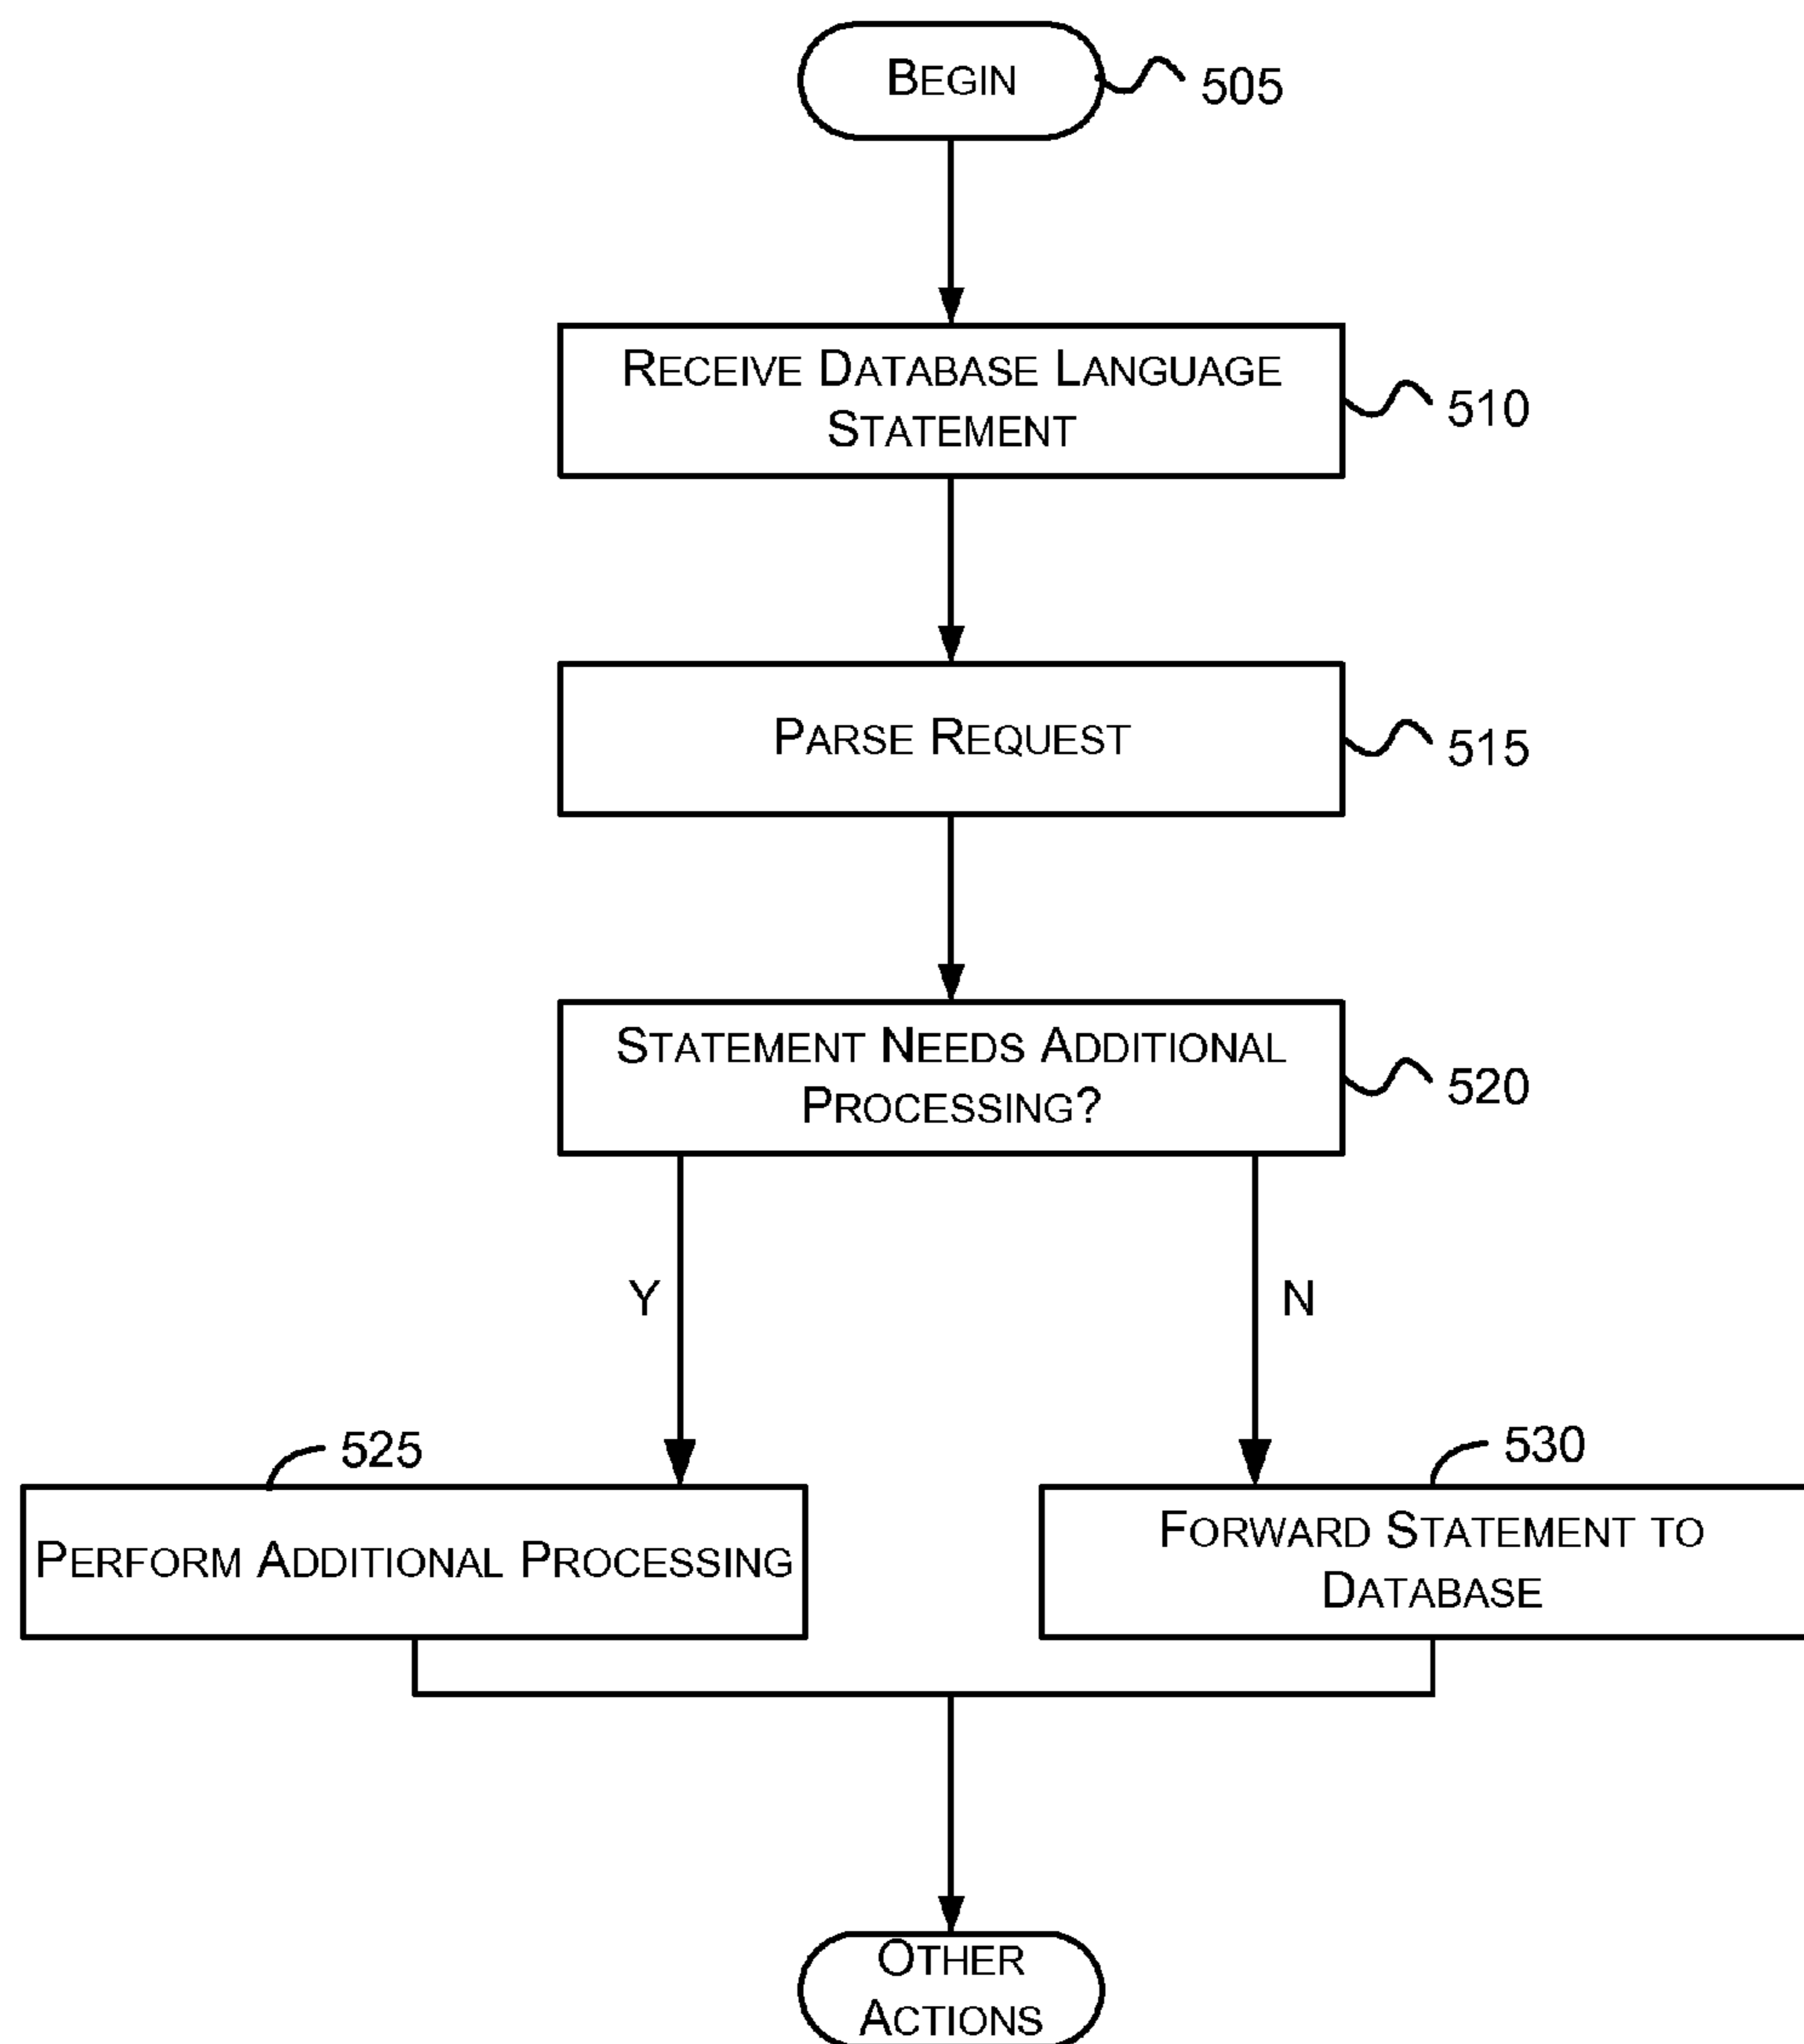 BEGIN
505
RECEIVE DATABASE LANGUAGE
STATEMENT
510
PARSE REQUEST
515
STATEMENT NEEDS ADDITIONAL
PROCESSING?
520
Y
N
525
530
PERFORM ADDITIONAL PROCESSING
FORWARD STATEMENT TO
DATABASE
OTHER
ACTIONS